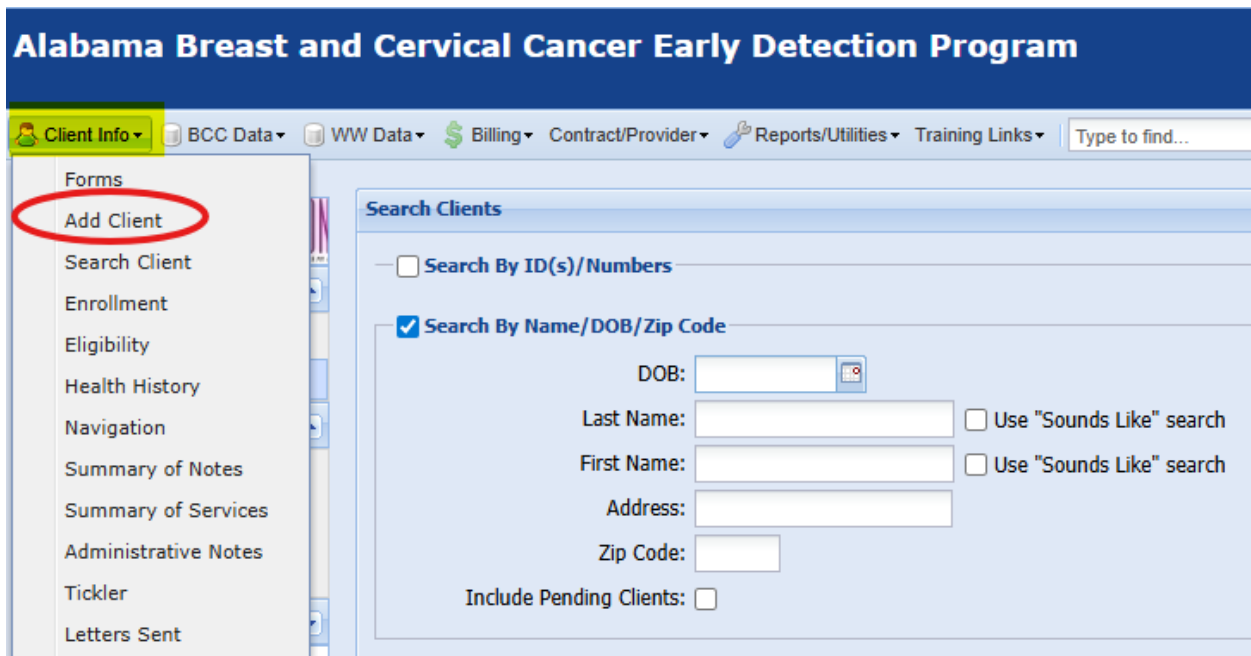 Alabama Breast and Cervical Cancer Early Detection Program
Client Info BCC Data WW Data Billing Contract/Provider Reports/Utilities Training Links Type to find...
Forms
Add Client
Search Client
Enrollment
Eligibility
Health History
Navigation
Summary of Notes
Summary of Services
Administrative Notes
Tickler
Letters Sent
Search Clients
Search By ID(s)/Numbers
Search By Name/DOB/Zip Code
DOB:
Last Name: Use "Sounds Like" search
First Name: Use "Sounds Like" search
Address:
Zip Code:
Include Pending Clients: